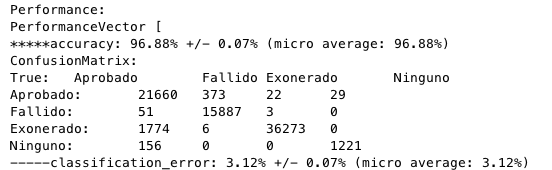 Performance:
PerformanceVector [
*****accuracy: 96.88% +/- 0.07% (micro average: 96.88%)
ConfusionMatrix:
True: Aprobado Fallido Exonerado Ninguno
Aprobado: 21660 373 22 29
Fallido: 51 15887 3 0
Exonerado: 1774 6 36273 0
Ninguno: 156 0 0 1221
-----classification_error: 3.12% +/- 0.07% (micro average: 3.12%)